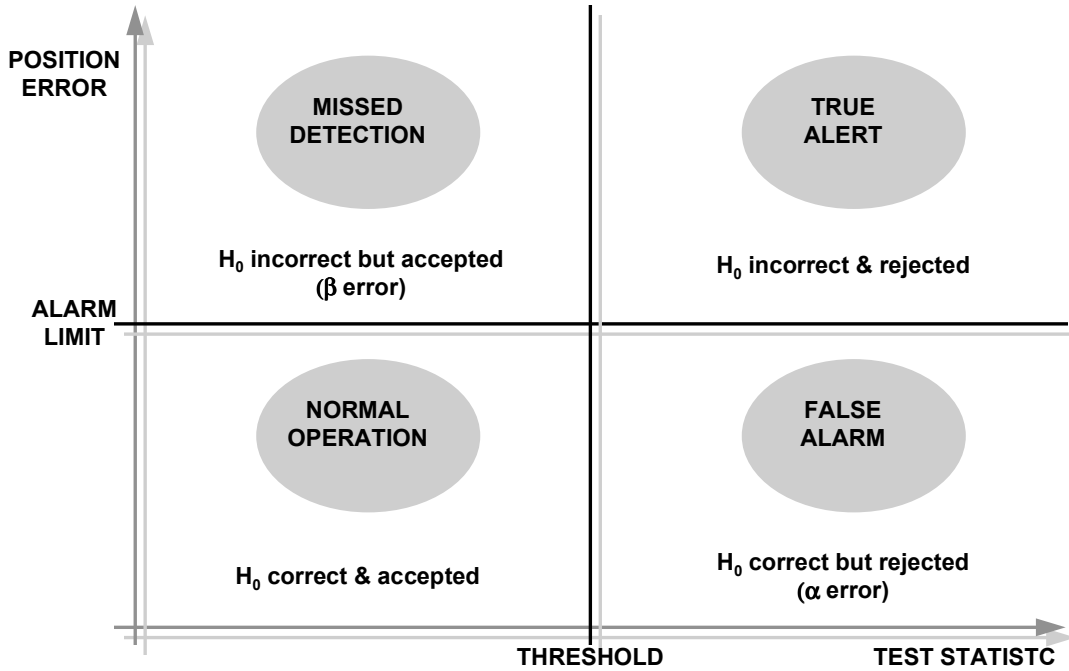 POSITION
ERROR
MISSED
DETECTION
TRUE
ALERT
H₀ incorrect but accepted
(β error)
H₀ incorrect & rejected
ALARM
LIMIT
NORMAL
OPERATION
FALSE
ALARM
H₀ correct & accepted
H₀ correct but rejected
(α error)
THRESHOLD
TEST STATISTC